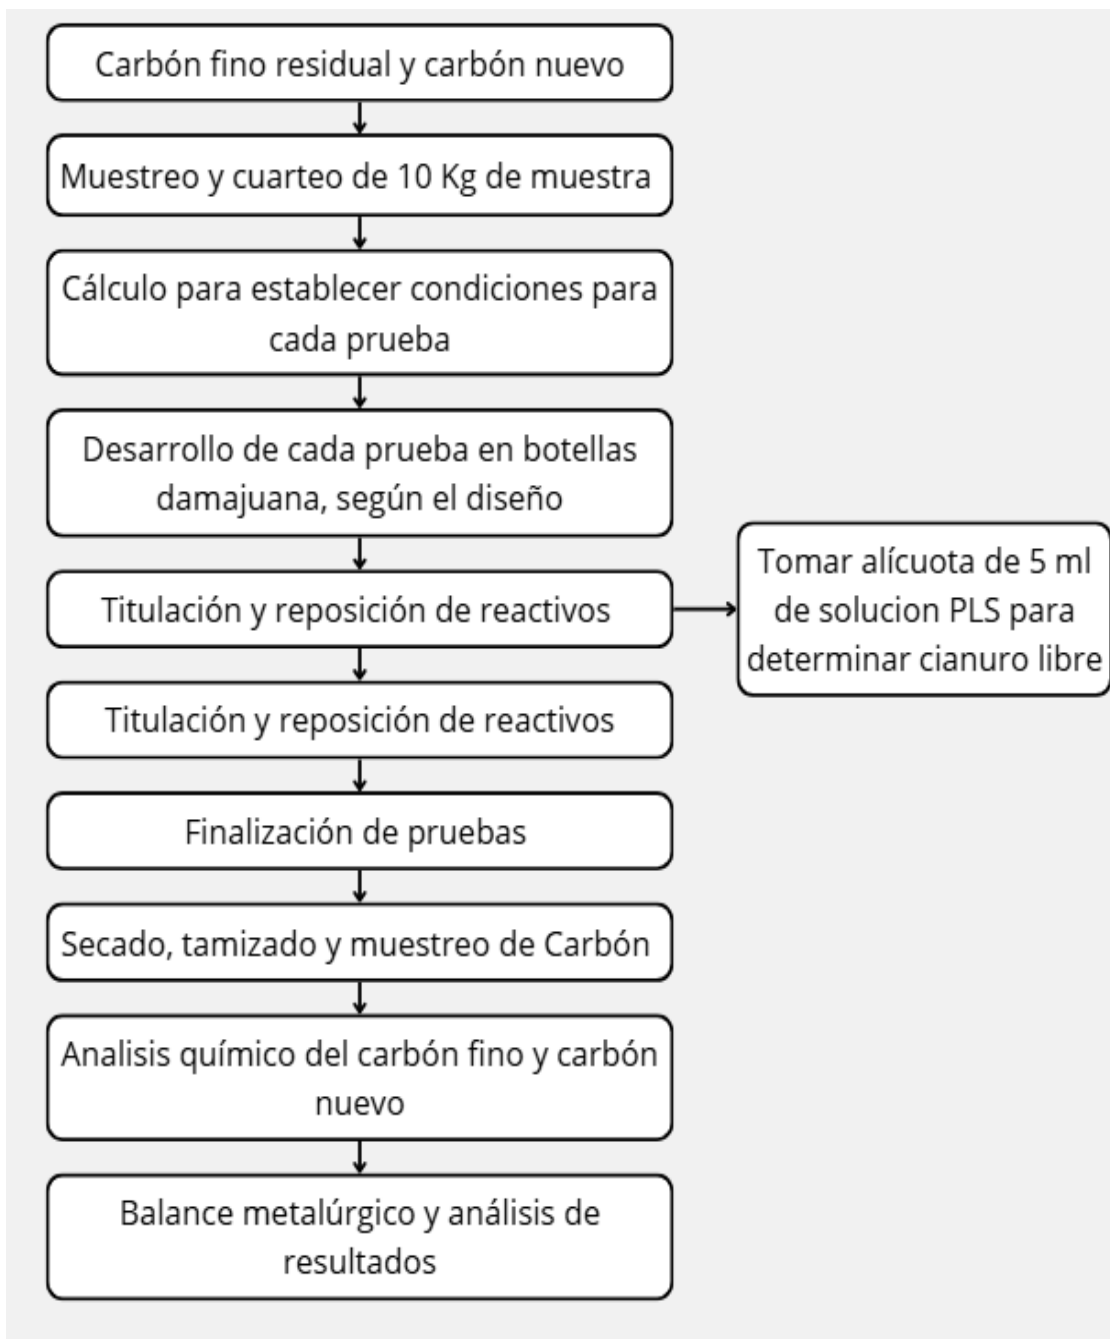 Carbón fino residual y carbón nuevo
Muestreo y cuarteo de 10 Kg de muestra
Cálculo para establecer condiciones para
cada prueba
Desarrollo de cada prueba en botellas
damajuana, según el diseño
Titulación y reposición de reactivos
Tomar alícuota de 5 ml
de solucion PLS para
determinar cianuro libre
Titulación y reposición de reactivos
Finalización de pruebas
Secado, tamizado y muestreo de Carbón
Analisis químico del carbón fino y carbón
nuevo
Balance metalúrgico y análisis de
resultados